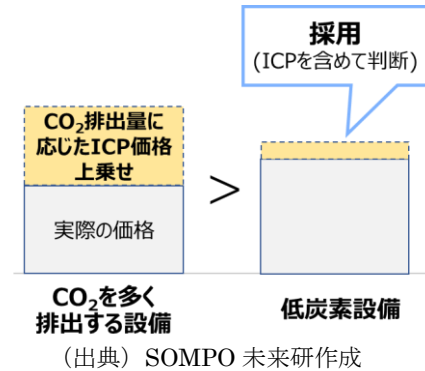 採用
(ICPを含めて判断)
CO₂排出量に
応じたICP価格
上乗せ
実際の価格
>
CO₂を多く
排出する設備
低炭素設備
（出典）SOMPO 未来研作成